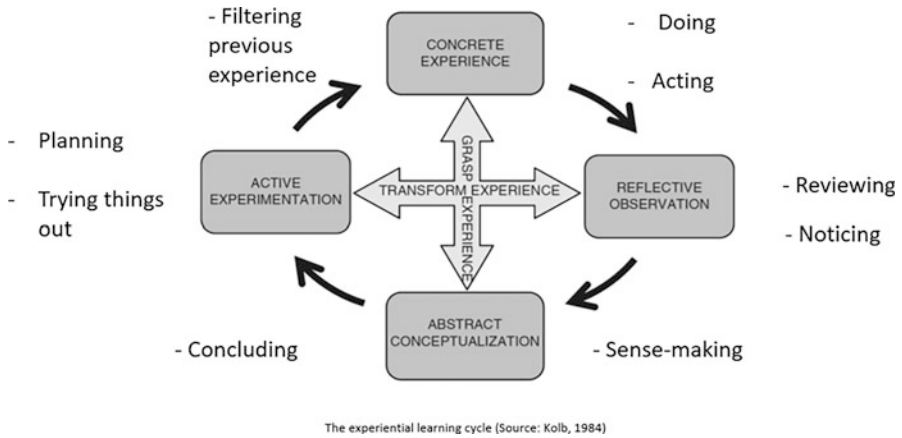 - Filtering
previous
experience
CONCRETE
EXPERIENCE
- Doing
- Acting
- Planning
- Trying things
out
ACTIVE
EXPERIMENTATION
GRASP EXPERIENCE
TRANSFORM EXPERIENCE
REFLECTIVE
OBSERVATION
- Reviewing
- Noticing
- Concluding
ABSTRACT
CONCEPTUALIZATION
- Sense-making
The experiential learning cycle (Source: Kolb, 1984)